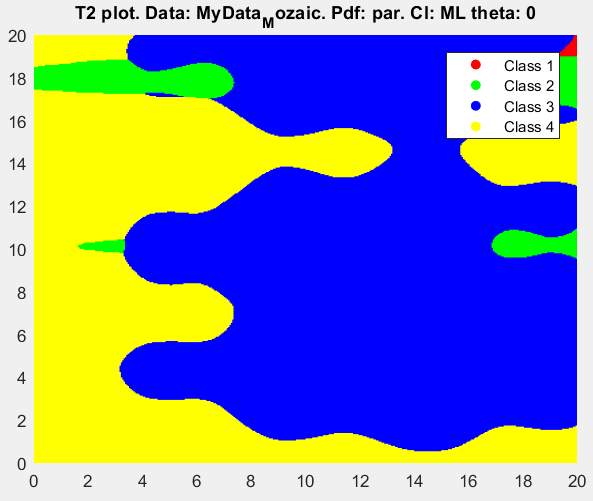 T2 plot. Data: MyData_Mozaic. Pdf: par. Cl: ML theta: 0
20
18
16
14
12
10
8
6
4
2
0
Class 1
Class 2
Class 3
Class 4
0 2 4 6 8 10 12 14 16 18 20